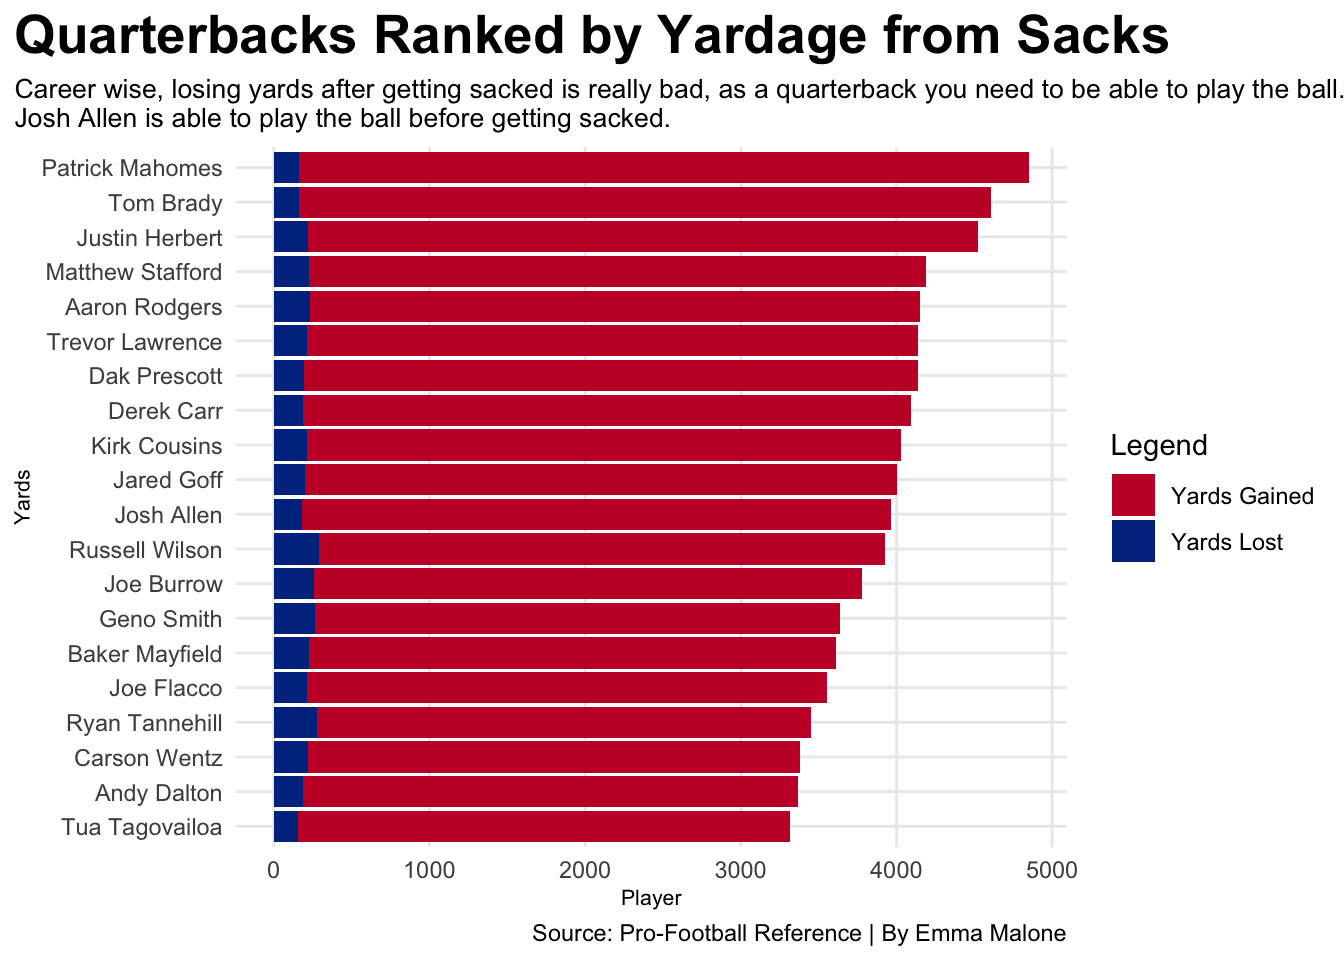 Quarterbacks Ranked by Yardage from Sacks
Career wise, losing yards after getting sacked is really bad, as a quarterback you need to be able to play the ball.
Josh Allen is able to play the ball before getting sacked.
Patrick Mahomes
Tom Brady
Justin Herbert
Matthew Stafford
Aaron Rodgers
Trevor Lawrence
Dak Prescott
Derek Carr
Kirk Cousins
Jared Goff
Josh Allen
Russell Wilson
Joe Burrow
Geno Smith
Baker Mayfield
Joe Flacco
Ryan Tannehill
Carson Wentz
Andy Dalton
Tua Tagovailoa
Yards
0 1000 2000 3000 4000 5000
Player
Legend
Yards Gained
Yards Lost
Source: Pro-Football Reference | By Emma Malone